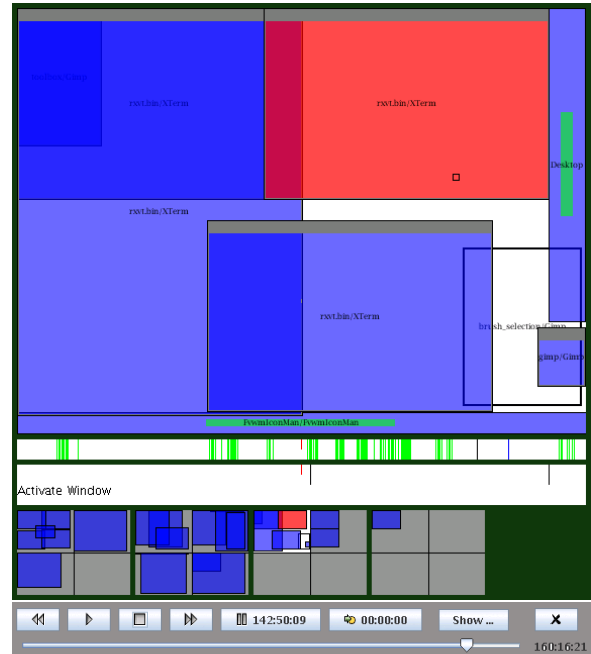 rxvt.bin/XTerm
rxvt.bin/XTerm
Desktop
rxvt.bin/XTerm
rxvt.bin/XTerm
brush_selection/Gimp
gimp/Gimp
FvwmIconMan/FvwmIconMan
Activate Window
142:50:09
00:00:00
Show ...
X
160:16:21